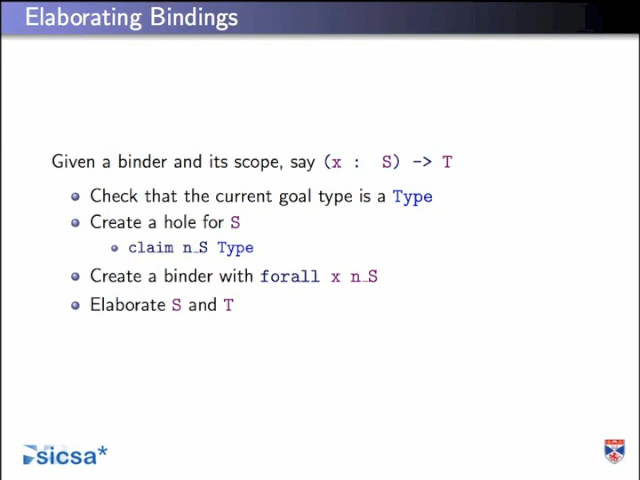 Elaborating Bindings
Given a binder and its scope, say (x : S) -> T
Check that the current goal type is a Type
Create a hole for S
claim n_S Type
Create a binder with forall x n_S
Elaborate S and T
sicsa*